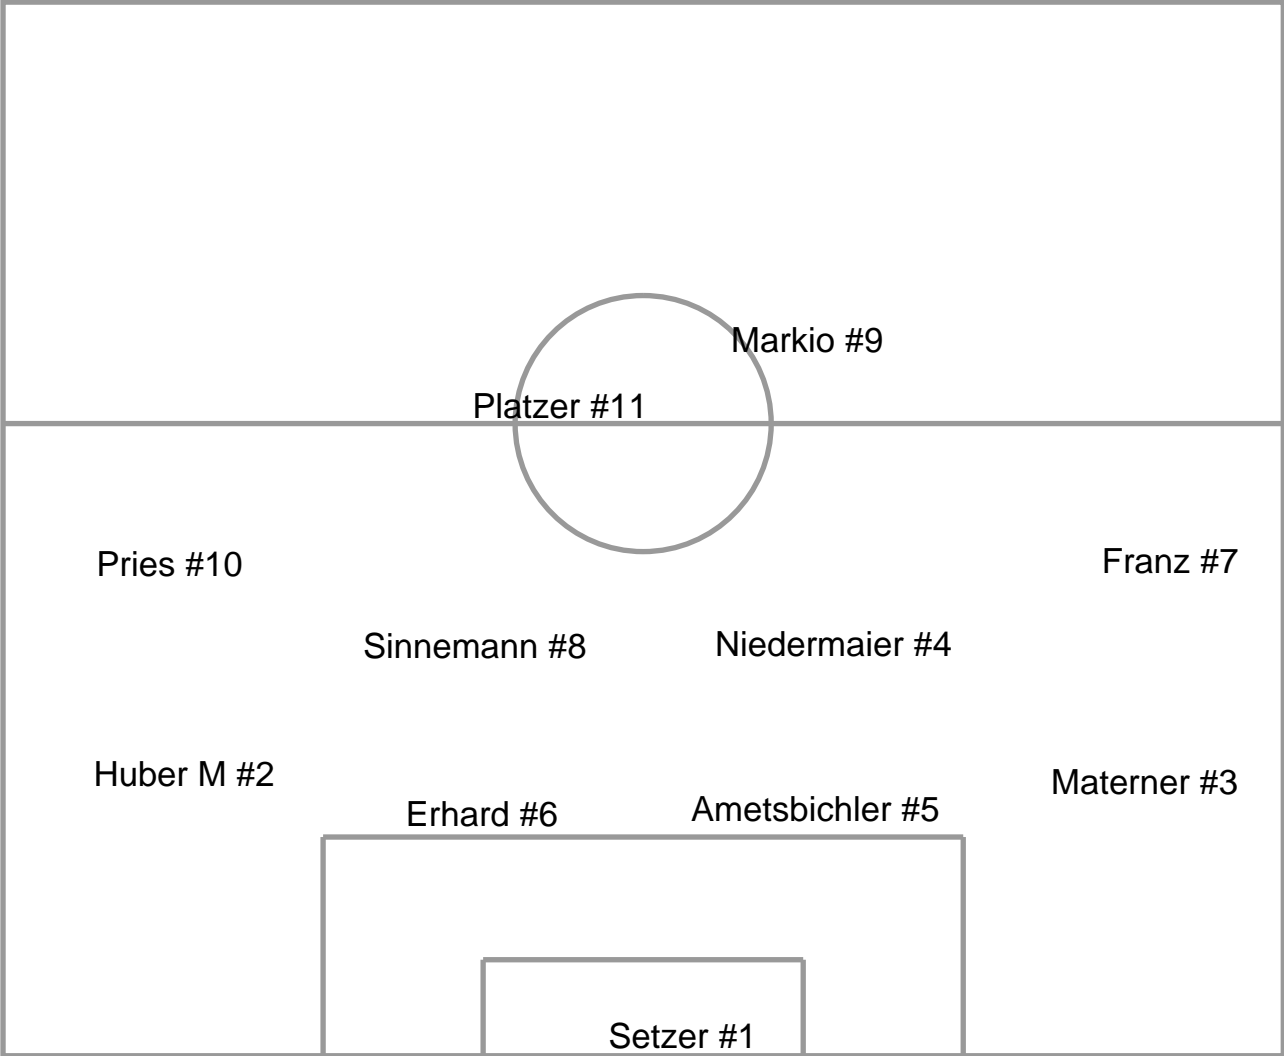 Markio #9
Platzer #11
Pries #10
Franz #7
Sinnemann #8
Niedermaier #4
Huber M #2
Materner #3
Erhard #6
Ametsbichler #5
Setzer #1